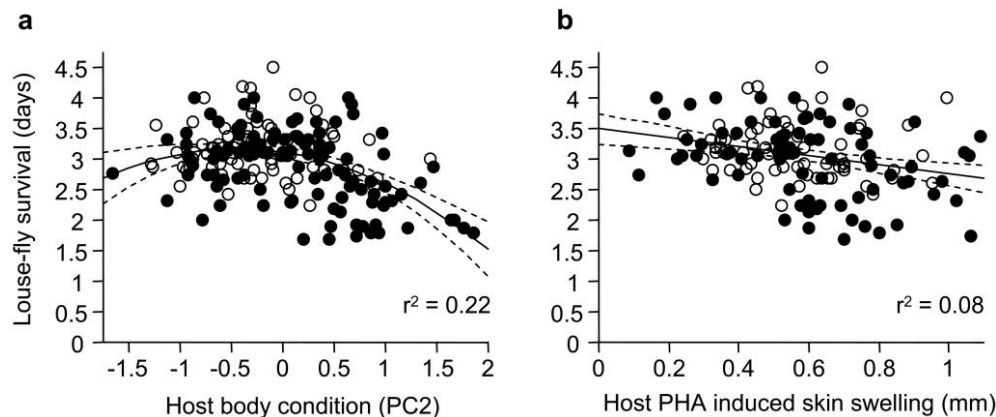 a
b
Louse-fly survival (days)
4.5
4
3.5
3
2.5
2
1.5
1
0.5
0
r² = 0.22
-1.5 -1 -0.5 0 0.5 1 1.5 2
Host body condition (PC2)
4.5
4
3.5
3
2.5
2
1.5
1
0.5
0
r² = 0.08
0 0.2 0.4 0.6 0.8 1
Host PHA induced skin swelling (mm)